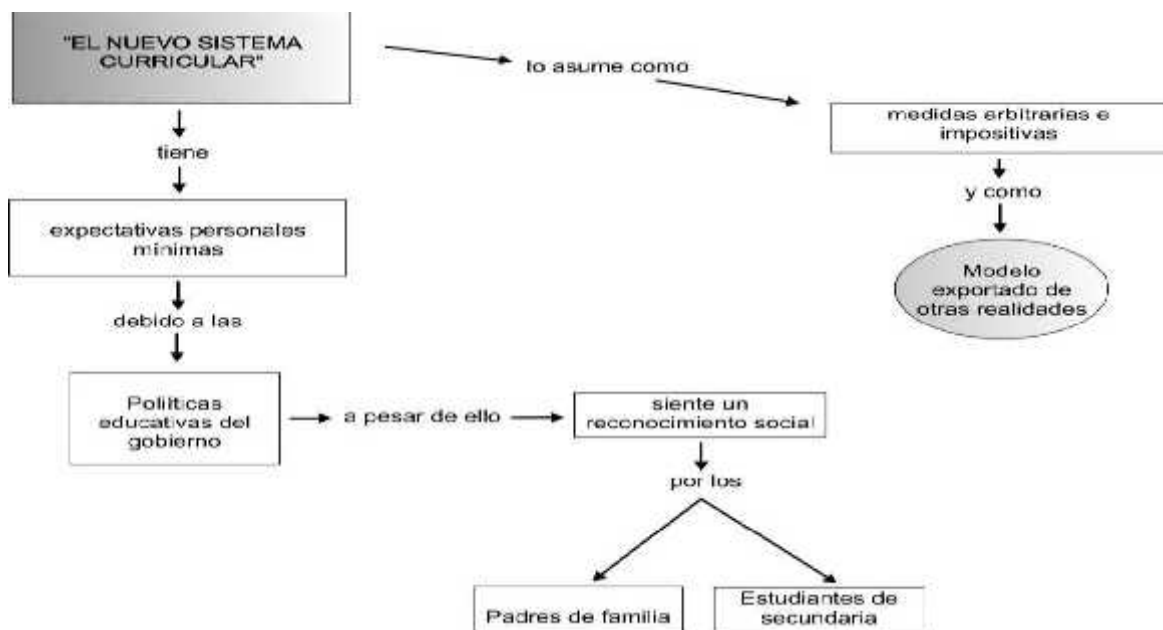 "EL NUEVO SISTEMA
CURRICULAR"
lo asume como
medidas arbitrarias e
impositivas
tiene
y como
expectativas personales
mínimas
Modelo
exportado de
otras realidades
debido a las
Poliíticas
educativas del
gobierno
a pesar de ello
siente un
reconocimiento social
por los
Padres de familia
Estudiantes de
secundaria